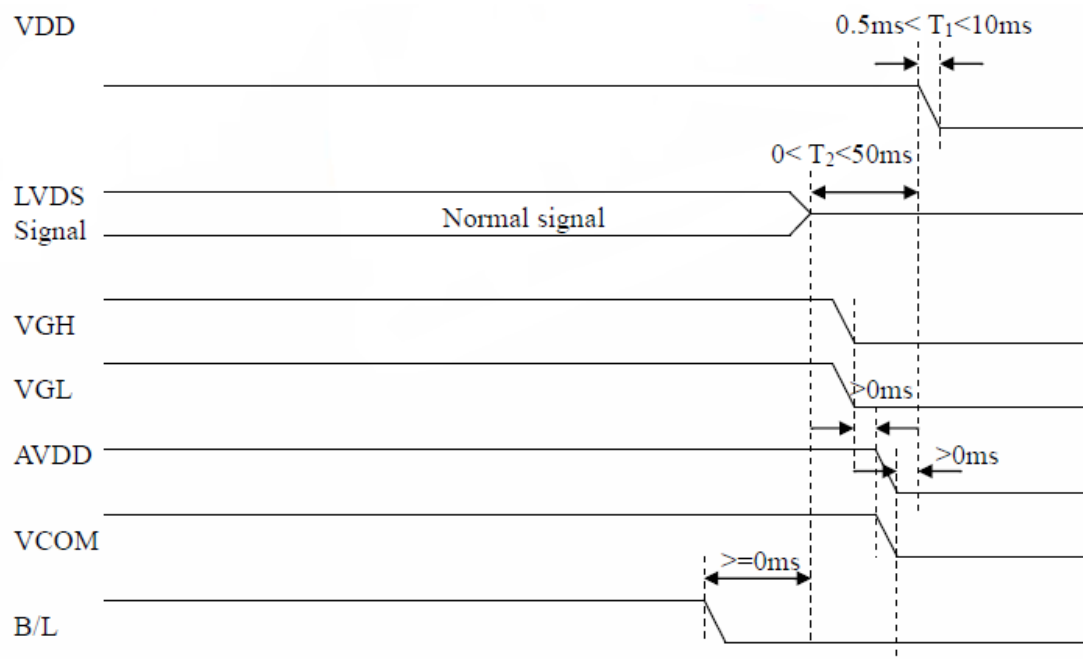 VDD
0.5ms< T₁<10ms
0< T₂<50ms
LVDS
Signal
Normal signal
VGH
VGL
>0ms
AVDD
>0ms
VCOM
>=0ms
B/L